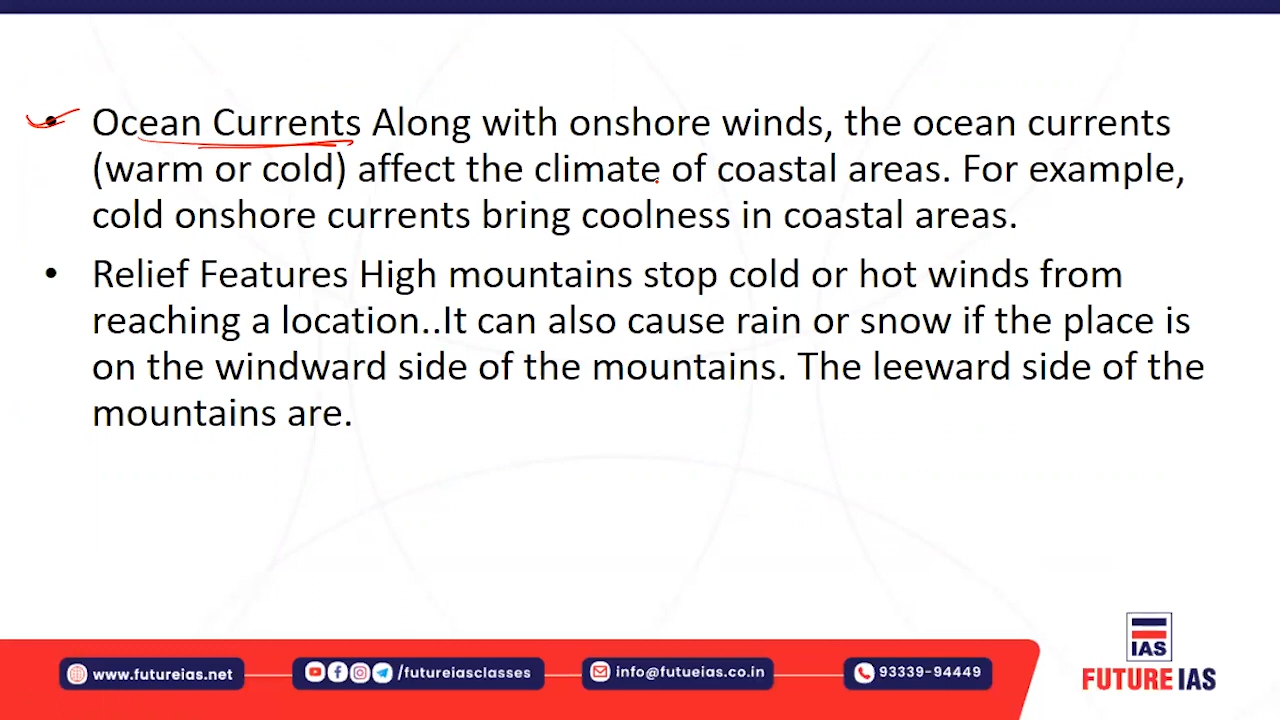 • Ocean Currents Along with onshore winds, the ocean currents
(warm or cold) affect the climate of coastal areas. For example,
cold onshore currents bring coolness in coastal areas.
• Relief Features High mountains stop cold or hot winds from
reaching a location..It can also cause rain or snow if the place is
on the windward side of the mountains. The leeward side of the
mountains are.
IAS
FUTURE IAS
www.futureias.net
/futureiasclasses
info@futueias.co.in
93339-94449